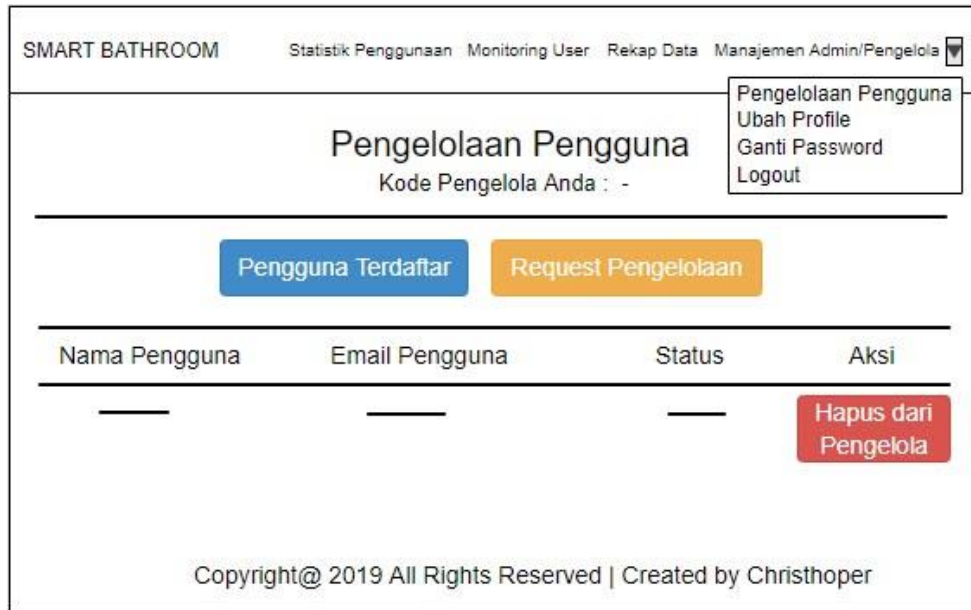 SMART BATHROOM Statistik Penggunaan Monitoring User Rekap Data Manajemen Admin/Pengelola
Pengelolaan Pengguna
Ubah Profile
Ganti Password
Logout
Pengelolaan Pengguna
Kode Pengelola Anda : -
Pengguna Terdaftar Request Pengelolaan
Nama Pengguna Email Pengguna Status Aksi
Hapus dari
Pengelola
Copyright@ 2019 All Rights Reserved | Created by Christhoper